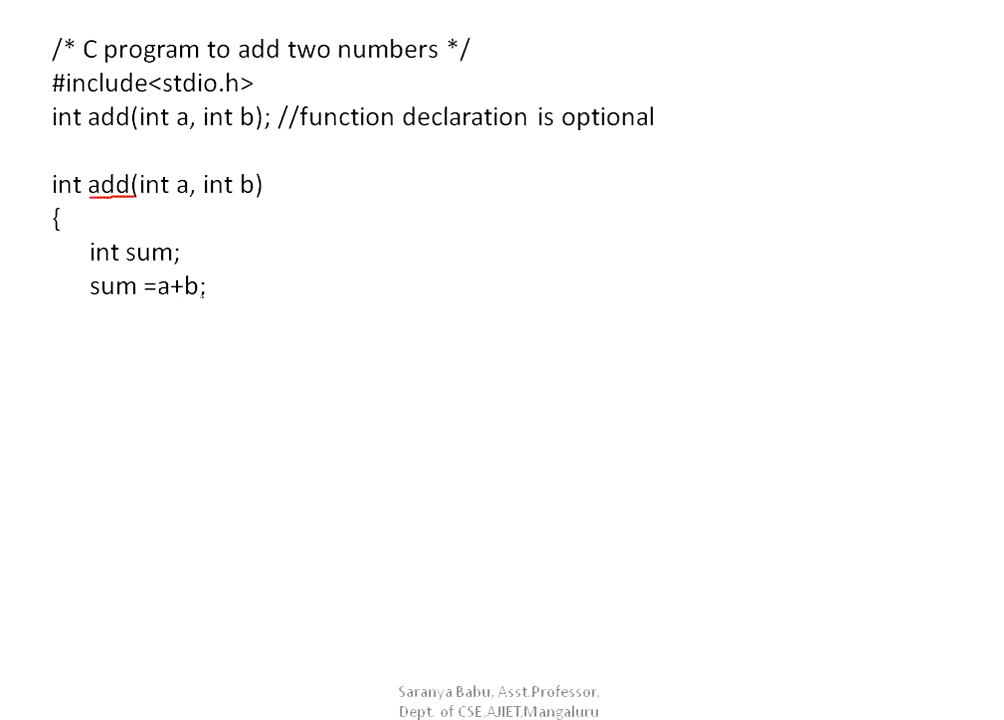 /* C program to add two numbers */
#include<stdio.h>
int add(int a, int b); //function declaration is optional
int add(int a, int b)
{
int sum;
sum =a+b;
Saranya Babu, Asst.Professor,
Dept. of CSE,AJIET,Mangaluru